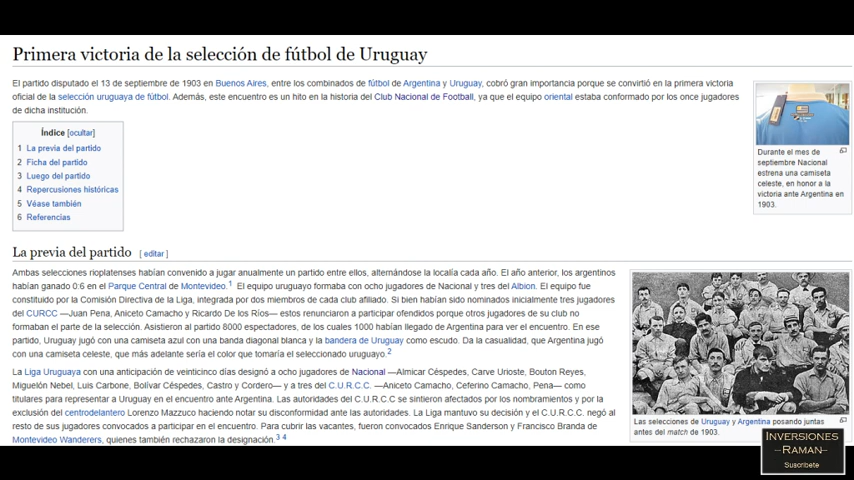 Primera victoria de la selección de fútbol de Uruguay
El partido disputado el 13 de septiembre de 1903 en Buenos Aires, entre los combinados de fútbol de Argentina y Uruguay, cobró gran importancia porque se convirtió en la primera victoria
oficial de la selección uruguaya de fútbol. Además, este encuentro es un hito en la historia del Club Nacional de Football, ya que el equipo oriental estaba conformado por los once jugadores
de dicha institución.
Índice [ocultar]
1 La previa del partido
2 Ficha del partido
3 Luego del partido
4 Repercusiones históricas
5 Véase también
6 Referencias
Durante el mes de
septiembre Nacional
estrena una camiseta
celeste, en honor a la
victoria ante Argentina en
1903.
La previa del partido [ editar ]
Ambas selecciones rioplatenses habían convenido a jugar anualmente un partido entre ellos, alternándose la localía cada año. El año anterior, los argentinos
habían ganado 0:6 en el Parque Central de Montevideo.1 El equipo uruguayo formaba con ocho jugadores de Nacional y tres del Albion. El equipo fue
constituido por la Comisión Directiva de la Liga, integrada por dos miembros de cada club afiliado. Si bien habían sido nominados inicialmente tres jugadores
del CURCC —Juan Pena, Aniceto Camacho y Ricardo De los Ríos— estos renunciaron a participar ofendidos porque otros jugadores de su club no
formaban el parte de la selección. Asistieron al partido 8000 espectadores, de los cuales 1000 habían llegado de Argentina para ver el encuentro. En ese
partido, Uruguay jugó con una camiseta azul con una banda diagonal blanca y la bandera de Uruguay como escudo. Da la casualidad, que Argentina jugó
con una camiseta celeste, que más adelante sería el color que tomaría el seleccionado uruguayo.2
La Liga Uruguaya con una anticipación de veinticinco días designó a ocho jugadores de Nacional —Almicar Céspedes, Carve Urioste, Bouton Reyes,
Miguelón Nebel, Luis Carbone, Bolívar Céspedes, Castro y Cordero— y a tres del C.U.R.C.C. —Aniceto Camacho, Ceferino Camacho, Pena— como
titulares para representar a Uruguay en el encuentro ante Argentina. Las autoridades del C.U.R.C.C se sintieron afectados por los nombramientos y por la
exclusión del centrodelantero Lorenzo Mazzuco haciendo notar su disconformidad ante las autoridades. La Liga mantuvo su decisión y el C.U.R.C.C. negó al
resto de sus jugadores convocados a participar en el encuentro. Para cubrir las vacantes, fueron convocados Enrique Sanderson y Francisco Branda de
Montevideo Wanderers, quienes también rechazaron la designación.3 4
Las selecciones de Uruguay y Argentina posando juntas
antes del match de 1903.
INVERSIONES
–RAMAN–
Suscribete